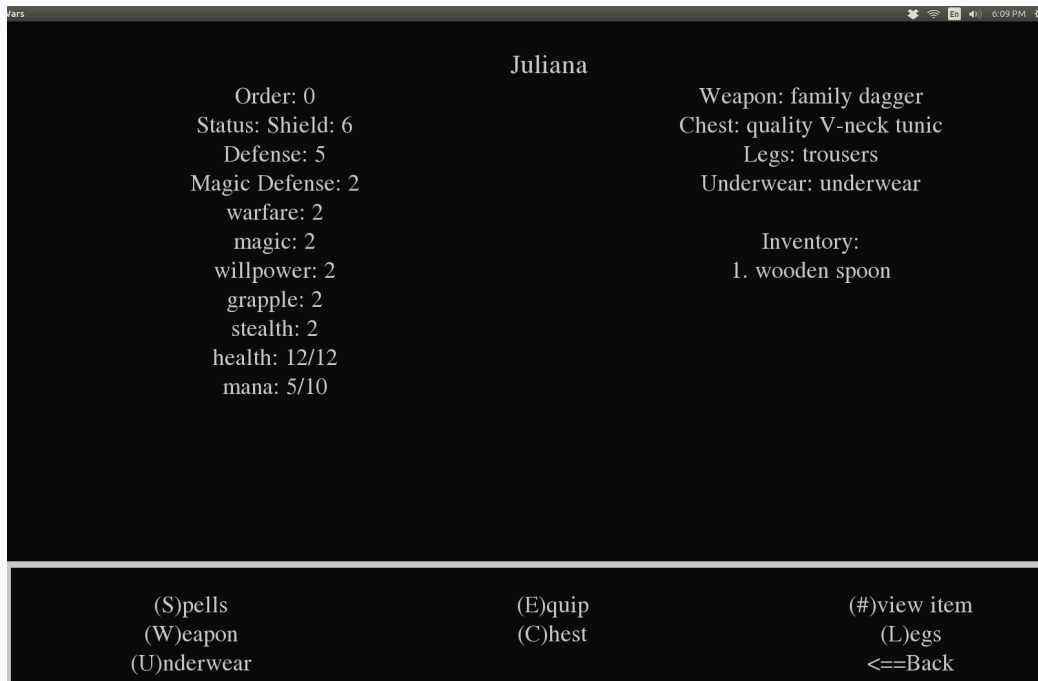 Wars
En
6:09 PM
Juliana
Order: 0
Status: Shield: 6
Defense: 5
Magic Defense: 2
warfare: 2
magic: 2
willpower: 2
grapple: 2
stealth: 2
health: 12/12
mana: 5/10
Weapon: family dagger
Chest: quality V-neck tunic
Legs: trousers
Underwear: underwear
Inventory:
1. wooden spoon
(S)pells
(E)quip
(#)view item
(W)eapon
(C)hest
(L)egs
(U)nderwear
<==Back